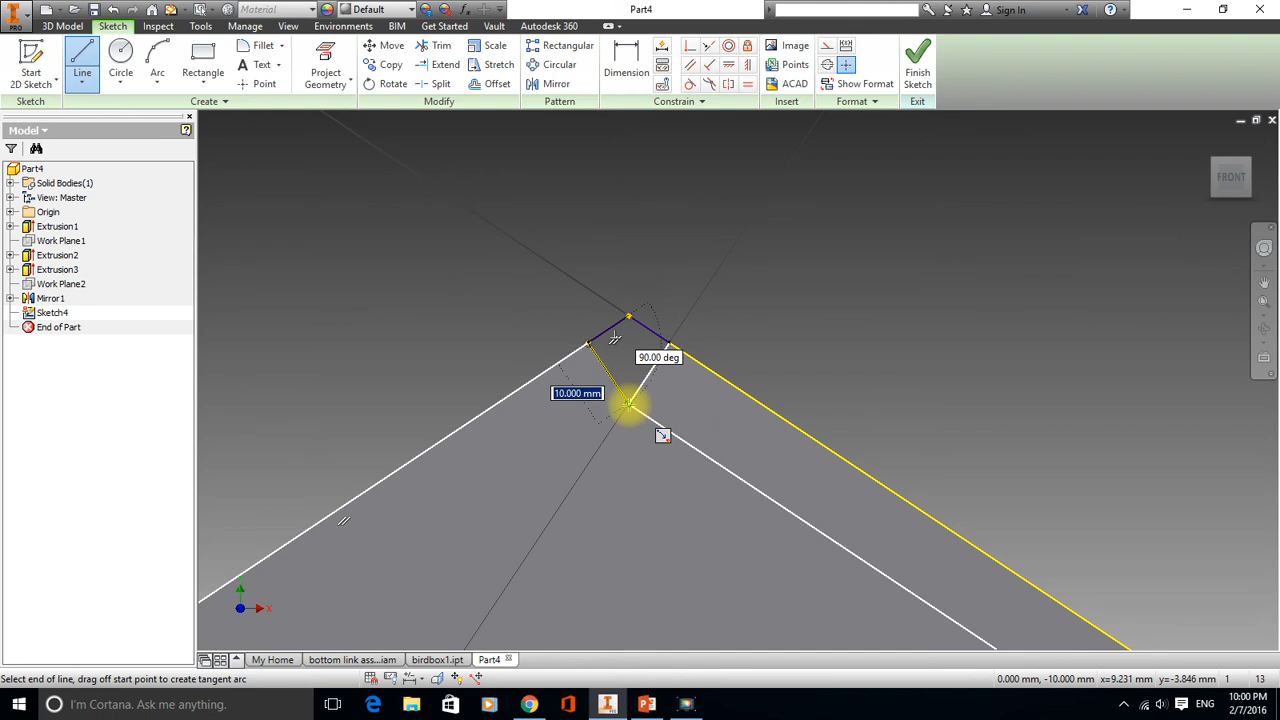 PRO
Material
Default
Part4
Sign In
3D Model
Sketch
Inspect
Tools
Manage
View
Environments
BIM
Get Started
Vault
Autodesk 360
Start
2D Sketch
Line
Circle
Arc
Rectangle
Fillet
Text
Point
Project
Geometry
Move
Copy
Rotate
Trim
Extend
Split
Scale
Stretch
Offset
Rectangular
Circular
Mirror
Dimension
Image
Points
ACAD
Show Format
Finish
Sketch
Sketch
Create
Modify
Pattern
Constrain
Insert
Format
Exit
Model
Part4
Solid Bodies(1)
View: Master
Origin
Extrusion1
Work Plane1
Extrusion2
Extrusion3
Work Plane2
Mirror1
Sketch4
End of Part
FRONT
90.00 deg
10.000 mm
X
My Home
bottom link ass....iam
birdbox1.ipt
Part4
Select end of line, drag off start point to create tangent arc
0.000 mm, -10.000 mm
x=9.231 mm
y=-3.846 mm
1
13
I'm Cortana. Ask me anything.
ENG
10:00 PM
2/7/2016